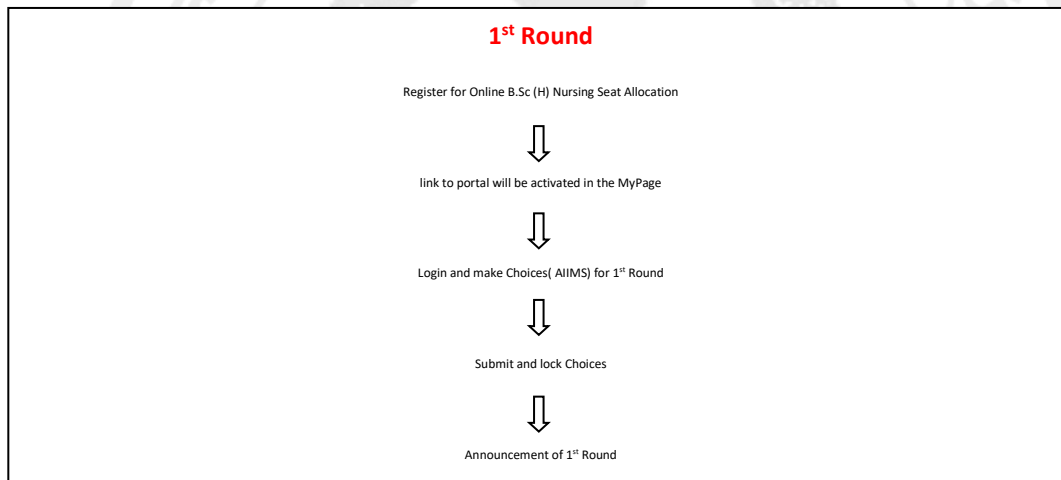 1st Round
Register for Online B.Sc (H) Nursing Seat Allocation
link to portal will be activated in the MyPage
Login and make Choices( AIIMS) for 1st Round
Submit and lock Choices
Announcement of 1st Round